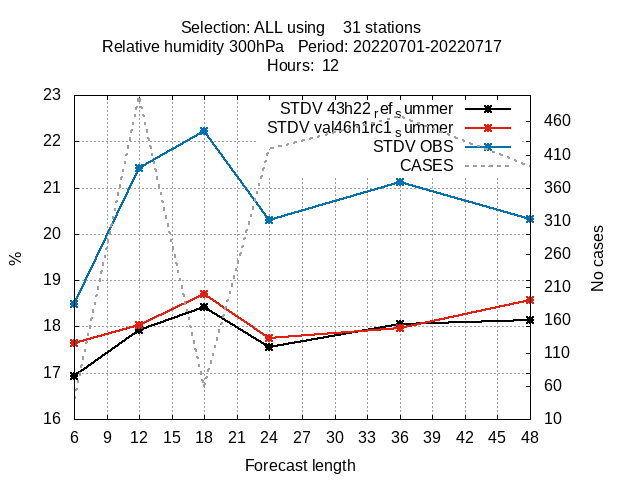 Selection: ALL using    31 stations
Relative humidity 300hPa   Period: 20220701-20220717
Hours:  12
STDV 43h22_ref_summer
STDV val46h1rc1_summer
STDV OBS
CASES
23
22
21
20
19
18
17
16
%
460
410
360
310
260
210
160
110
60
10
No cases
6 9 12 15 18 21 24 27 30 33 36 39 42 45 48
Forecast length